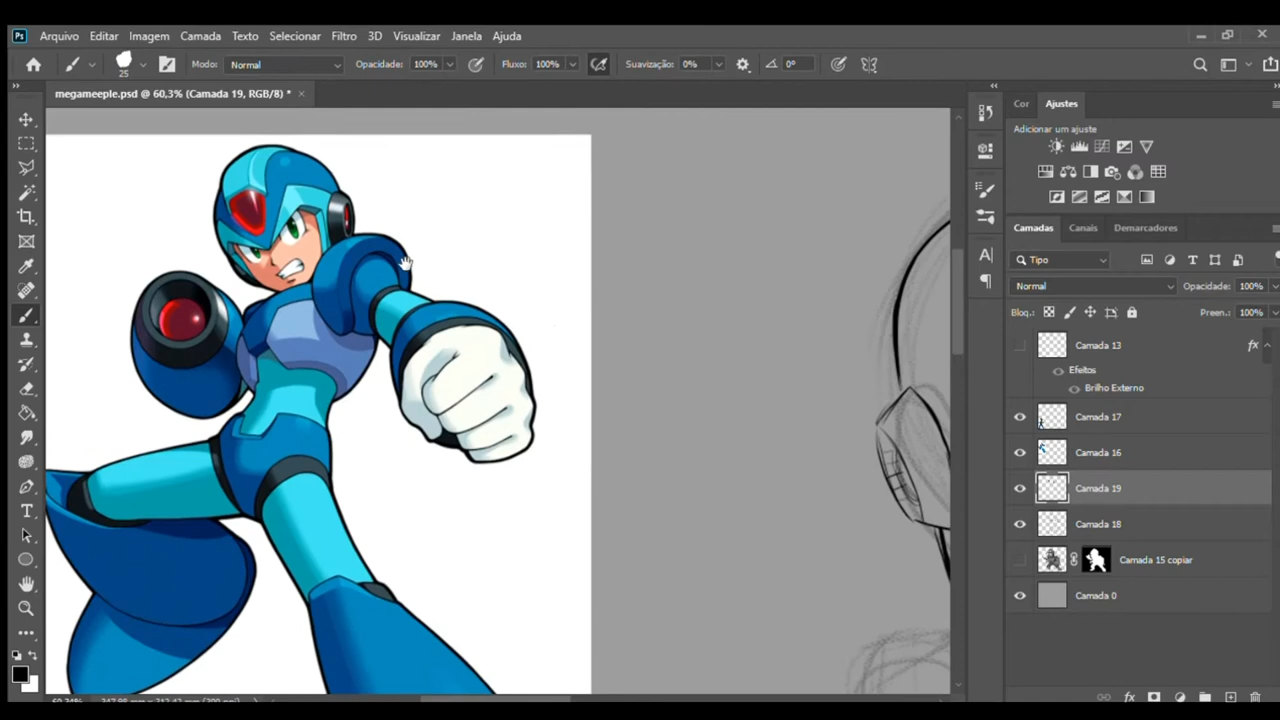 Ps Arquivo Editar Imagem Camada Texto Selecionar Filtro 3D Visualizar Janela Ajuda
25 Modo: Normal Opacidade: 100% Fluxo: 100% Suavização: 0% 0°
megameeple.psd @ 60,3% (Camada 19, RGB/8) *
Cor Ajustes
Adicionar um ajuste
Camadas Canais Demarcadores
Tipo
Normal Opacidade: 100%
Bloq.: Preen.: 100%
Camada 13 fx
Efeitos
Brilho Externo
Camada 17
Camada 16
Camada 19
Camada 18
Camada 15 copiar
Camada 0
fx